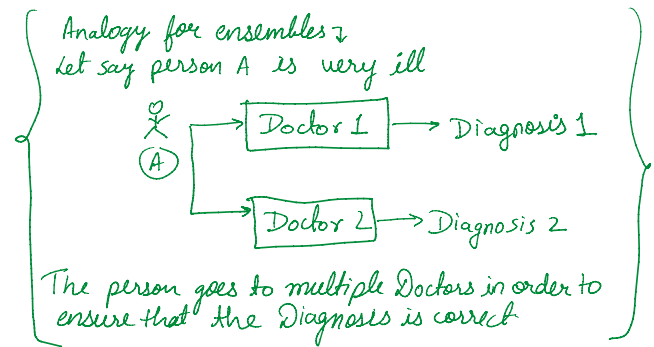 Analogy for ensembles
Let say person A is very ill
Doctor 1
Diagnosis 1
A
Doctor 2
Diagnosis 2
The person goes to multiple Doctors in order to
ensure that the Diagnosis is correct